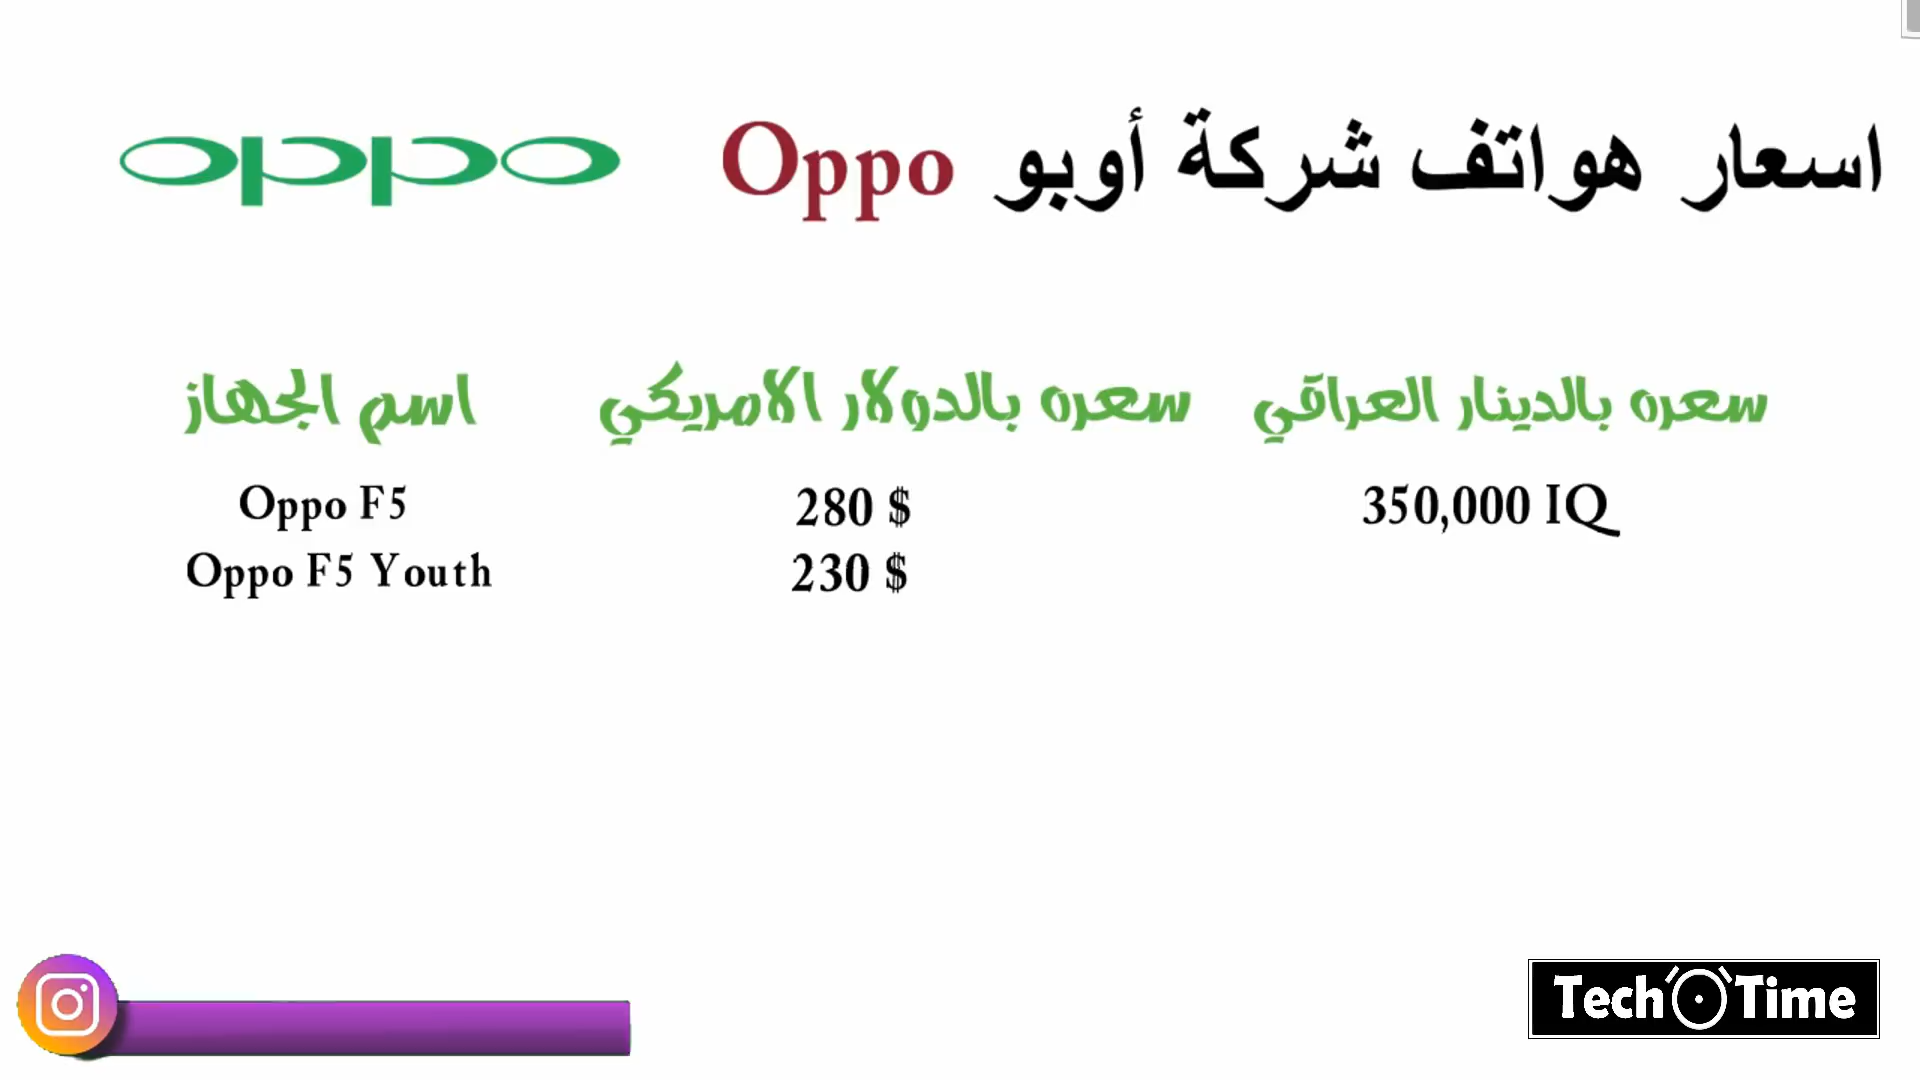 اسعار هواتف شركة أوبو Oppo
oppo
اسم الجهاز سعره بالدولار الامريكي سعره بالدينار العراقي
Oppo F5 280 $ 350,000 IQ
Oppo F5 Youth 230 $
Tech Time